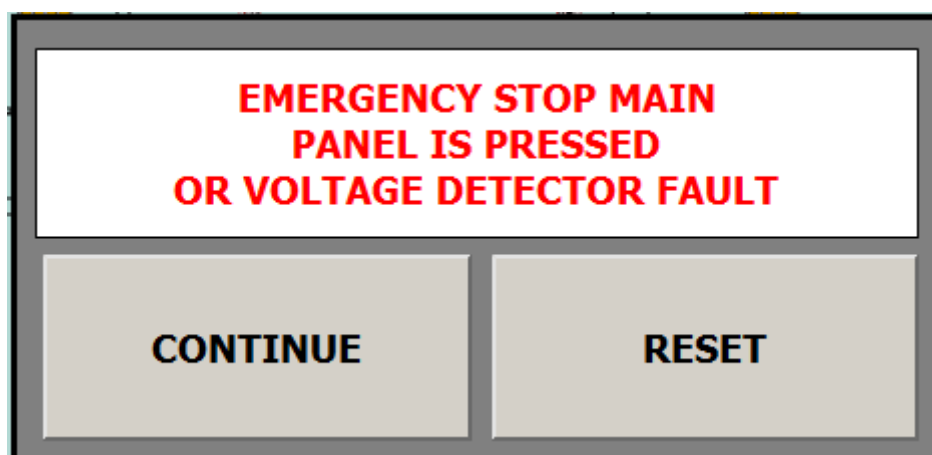 EMERGENCY STOP MAIN
PANEL IS PRESSED
OR VOLTAGE DETECTOR FAULT
CONTINUE
RESET